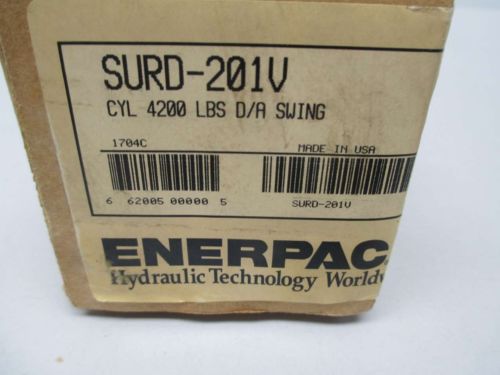 SURD-201V
CYL 4200 LBS D/A SWING
1704C
MADE IN USA
6 62005 00000 5
SURD-201V
ENERPAC
Hydraulic Technology